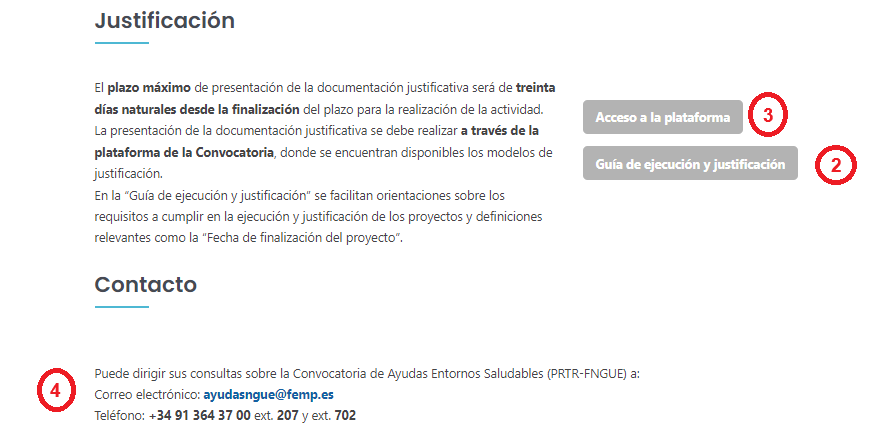 Justificación
El plazo máximo de presentación de la documentación justificativa será de treinta
días naturales desde la finalización del plazo para la realización de la actividad.
La presentación de la documentación justificativa se debe realizar a través de la
plataforma de la Convocatoria, donde se encuentran disponibles los modelos de
justificación.
En la “Guía de ejecución y justificación” se facilitan orientaciones sobre los
requisitos a cumplir en la ejecución y justificación de los proyectos y definiciones
relevantes como la “Fecha de finalización del proyecto”.
Acceso a la plataforma
3
Guía de ejecución y justificación
2
Contacto
4
Puede dirigir sus consultas sobre la Convocatoria de Ayudas Entornos Saludables (PRTR-FNGUE) a:
Correo electrónico: ayudasngue@femp.es
Teléfono: +34 91 364 37 00 ext. 207 y ext. 702